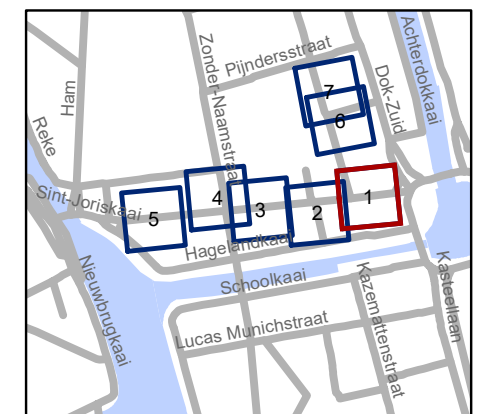 Pijndersstraat
Achterdokkaai
Zonder-Naamstraat
Dok-Zuid
Ham
Reke
7
6
1
2
3
4
5
Sint-Joriskaai
Hagelandkaai
Schoolkaai
Nieuwbrugkaai
Lucas Munichstraat
Kazemattenstraat
Kasteellaan